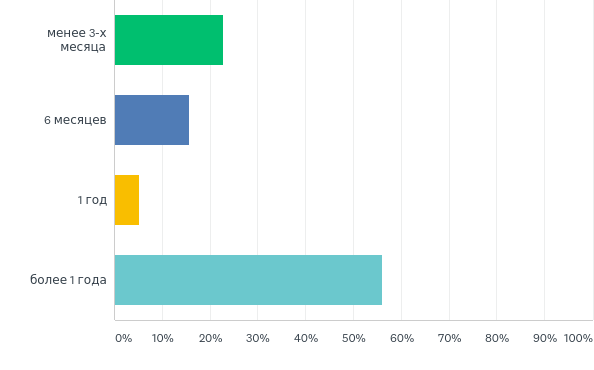 менее 3-х
месяца
6 месяцев
1 год
более 1 года
0% 10% 20% 30% 40% 50% 60% 70% 80% 90% 100%